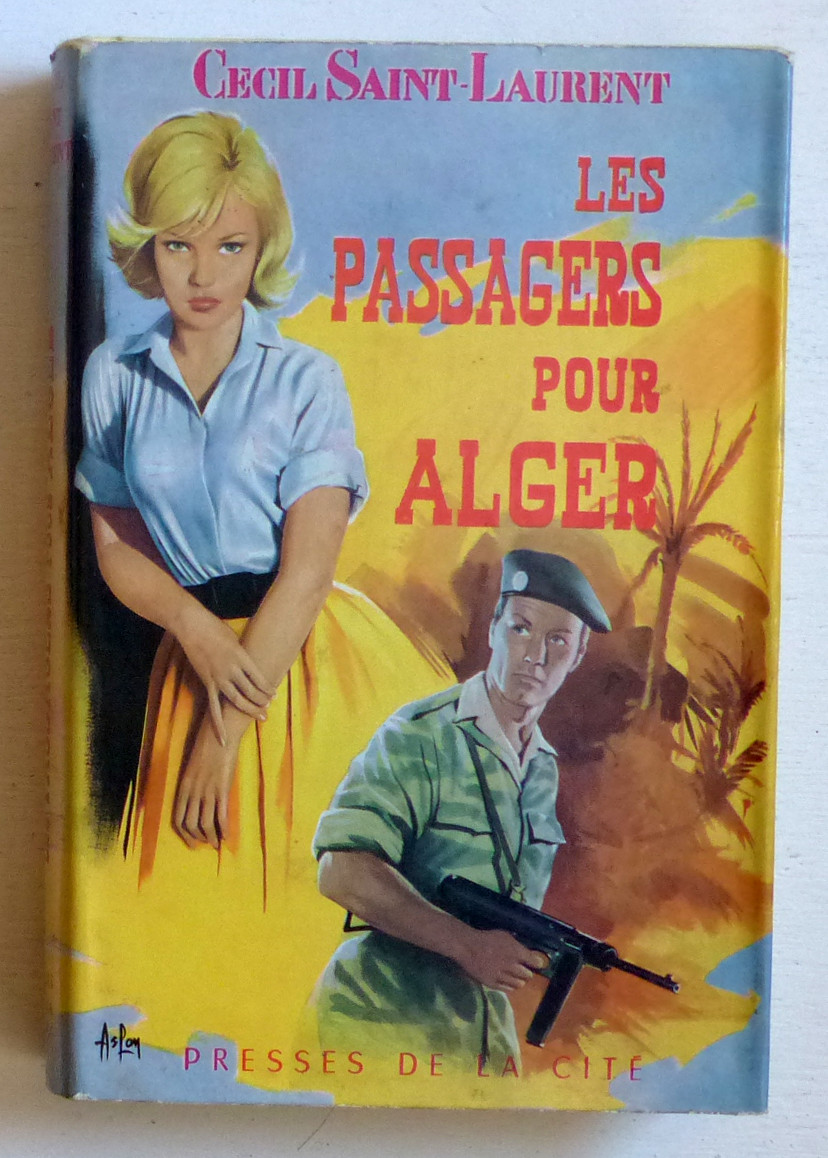 CECIL SAINT-LAURENT
LES
PASSAGERS
POUR
ALGER
Aslan
PRESSES DE LA CITÉ